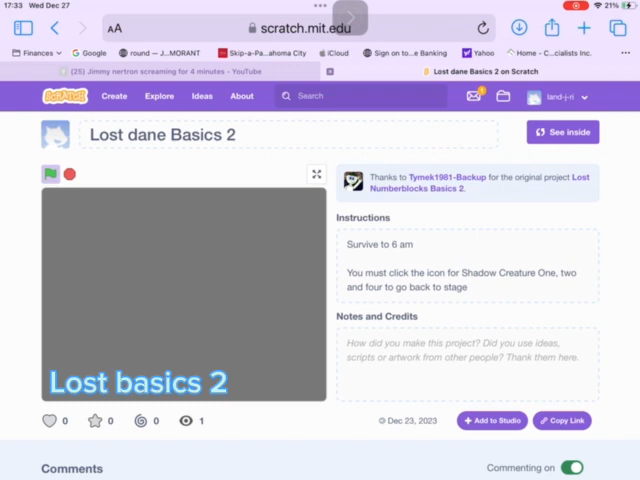 17:33 Wed Dec 27
21%
AA scratch.mit.edu
Finances Google round — J...MORANT Skip-a-Pa...ahoma City iCloud Sign on to...e Banking Yahoo Home - C...cialists Inc.
(25) Jimmy nertron screaming for 4 minutes - YouTube Lost dane Basics 2 on Scratch
SCRATCH Create Explore Ideas About Search 1 land-j-ri
Lost dane Basics 2
See inside
Thanks to Tymek1981-Backup for the original project Lost
Numberblocks Basics 2.
Instructions
Survive to 6 am
You must click the icon for Shadow Creature One, two
and four to go back to stage
Notes and Credits
How did you make this project? Did you use ideas,
scripts or artwork from other people? Thank them here.
Lost basics 2
0 0 0 1
© Dec 23, 2023 Add to Studio Copy Link
Comments Commenting on